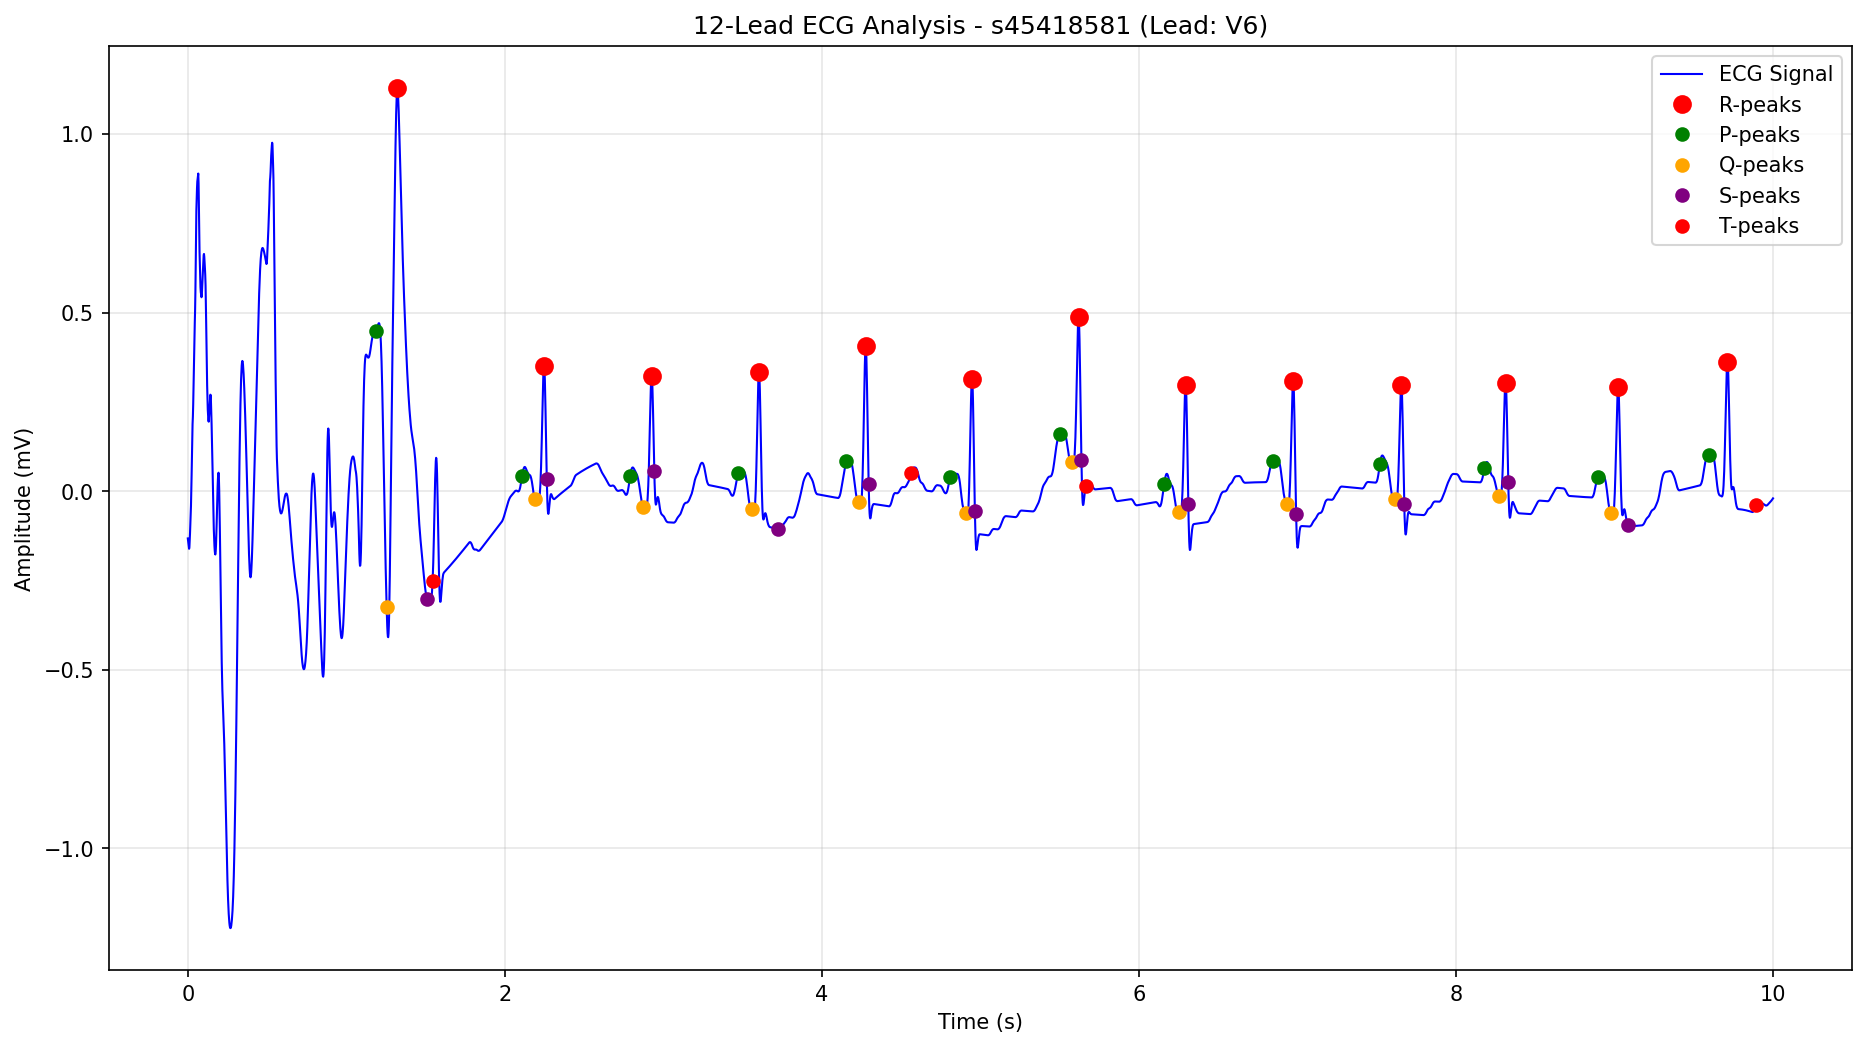 12-Lead ECG Analysis - s45418581 (Lead: V6)
ECG Signal
R-peaks
P-peaks
Q-peaks
S-peaks
T-peaks
Amplitude (mV)
1.0
0.5
0.0
−0.5
−1.0
0 2 4 6 8 10
Time (s)